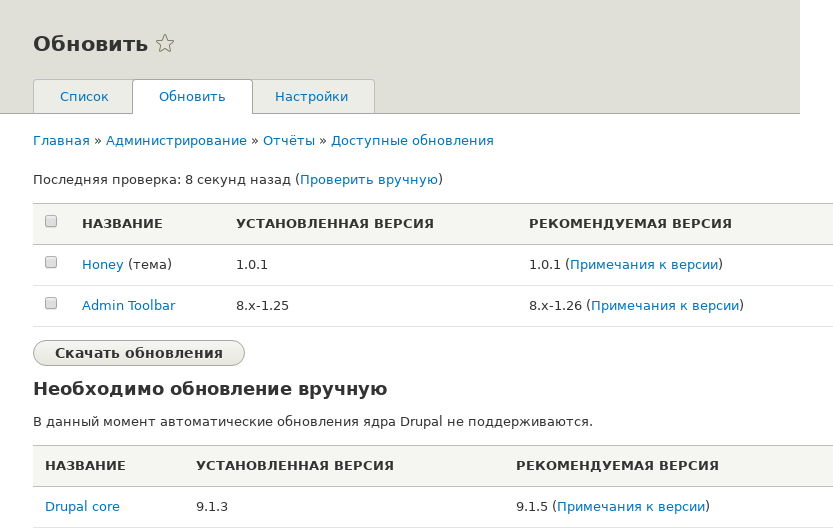 Обновить
Список Обновить Настройки
Главная » Администрирование » Отчёты » Доступные обновления
Последняя проверка: 8 секунд назад (Проверить вручную)
НАЗВАНИЕ УСТАНОВЛЕННАЯ ВЕРСИЯ РЕКОМЕНДУЕМАЯ ВЕРСИЯ
Honey (тема) 1.0.1 1.0.1 (Примечания к версии)
Admin Toolbar 8.x-1.25 8.x-1.26 (Примечания к версии)
Скачать обновления
Необходимо обновление вручную
В данный момент автоматические обновления ядра Drupal не поддерживаются.
НАЗВАНИЕ УСТАНОВЛЕННАЯ ВЕРСИЯ РЕКОМЕНДУЕМАЯ ВЕРСИЯ
Drupal core 9.1.3 9.1.5 (Примечания к версии)